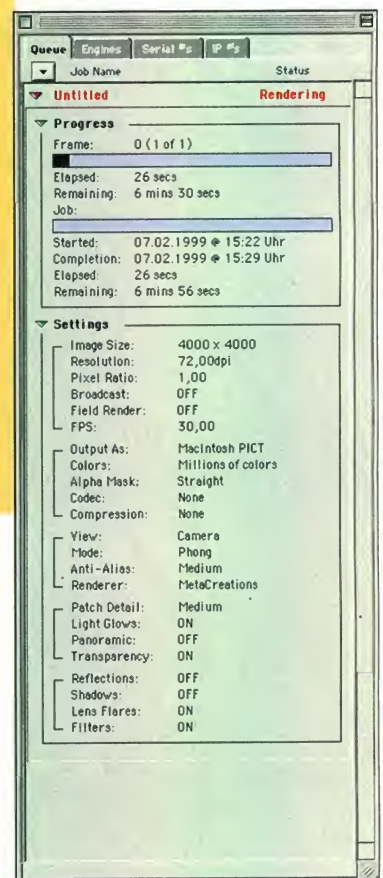 Queue Engines Serial #s IP #s
Job Name Status
Untitled Rendering
Progress
Frame: 0 (1 of 1)
Elapsed: 26 secs
Remaining: 6 mins 30 secs
Job:
Started: 07.02.1999 @ 15:22 Uhr
Completion: 07.02.1999 @ 15:29 Uhr
Elapsed: 26 secs
Remaining: 6 mins 56 secs
Settings
Image Size: 4000 x 4000
Resolution: 72,00dpi
Pixel Ratio: 1,00
Broadcast: OFF
Field Render: OFF
FPS: 30,00
Output As: Macintosh PICT
Colors: Millions of colors
Alpha Mask: Straight
Codec: None
Compression: None
View: Camera
Mode: Phong
Anti-Alias: Medium
Renderer: MetaCreations
Patch Detail: Medium
Light Glows: ON
Panoramic: OFF
Transparency: ON
Reflections: OFF
Shadows: OFF
Lens Flares: ON
Filters: ON